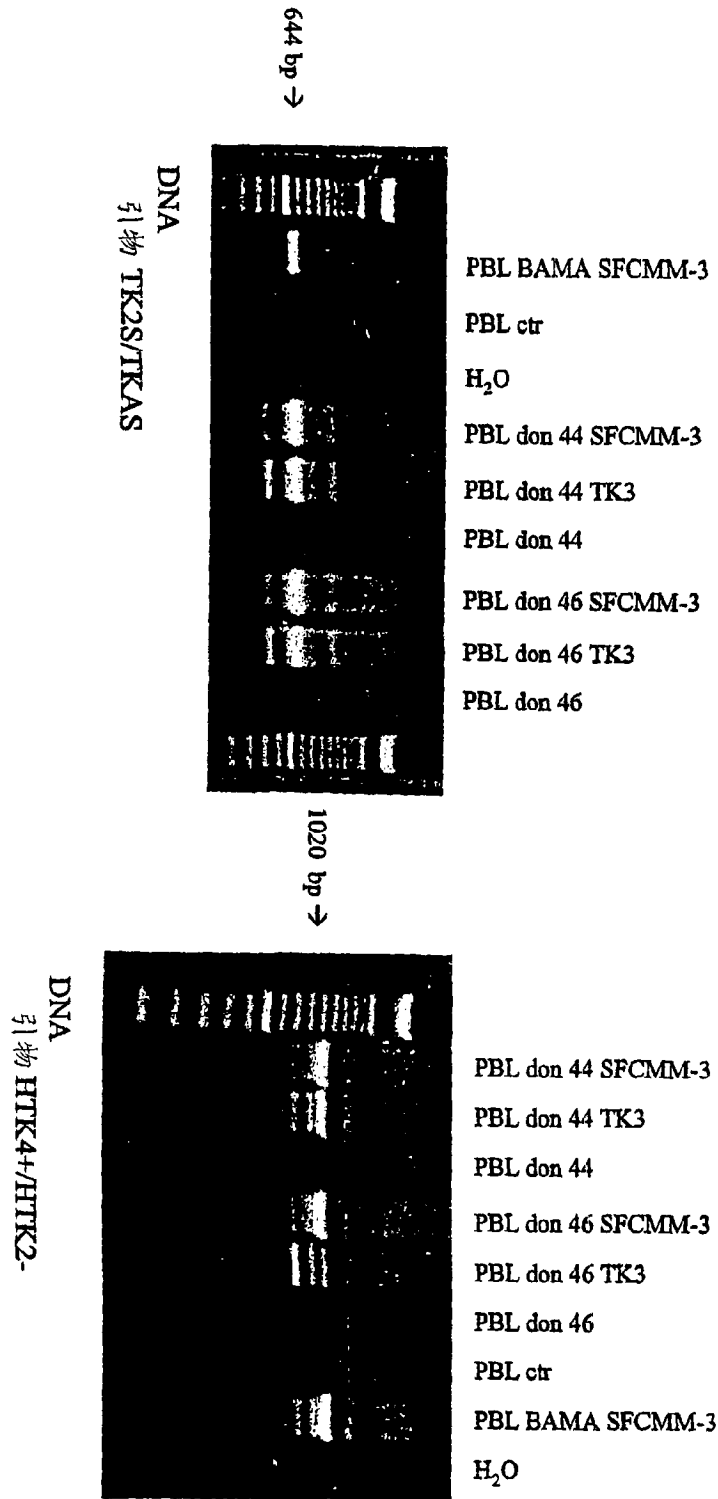 644 bp →
DNA
引物 TK2S/TKAS
PBL BAMA SFCMM-3
PBL ctr
H₂O
PBL don 44 SFCMM-3
PBL don 44 TK3
PBL don 44
PBL don 46 SFCMM-3
PBL don 46 TK3
PBL don 46
1020 bp →
DNA
引物 HTK4+/HTK2-
PBL don 44 SFCMM-3
PBL don 44 TK3
PBL don 44
PBL don 46 SFCMM-3
PBL don 46 TK3
PBL don 46
PBL ctr
PBL BAMA SFCMM-3
H₂O